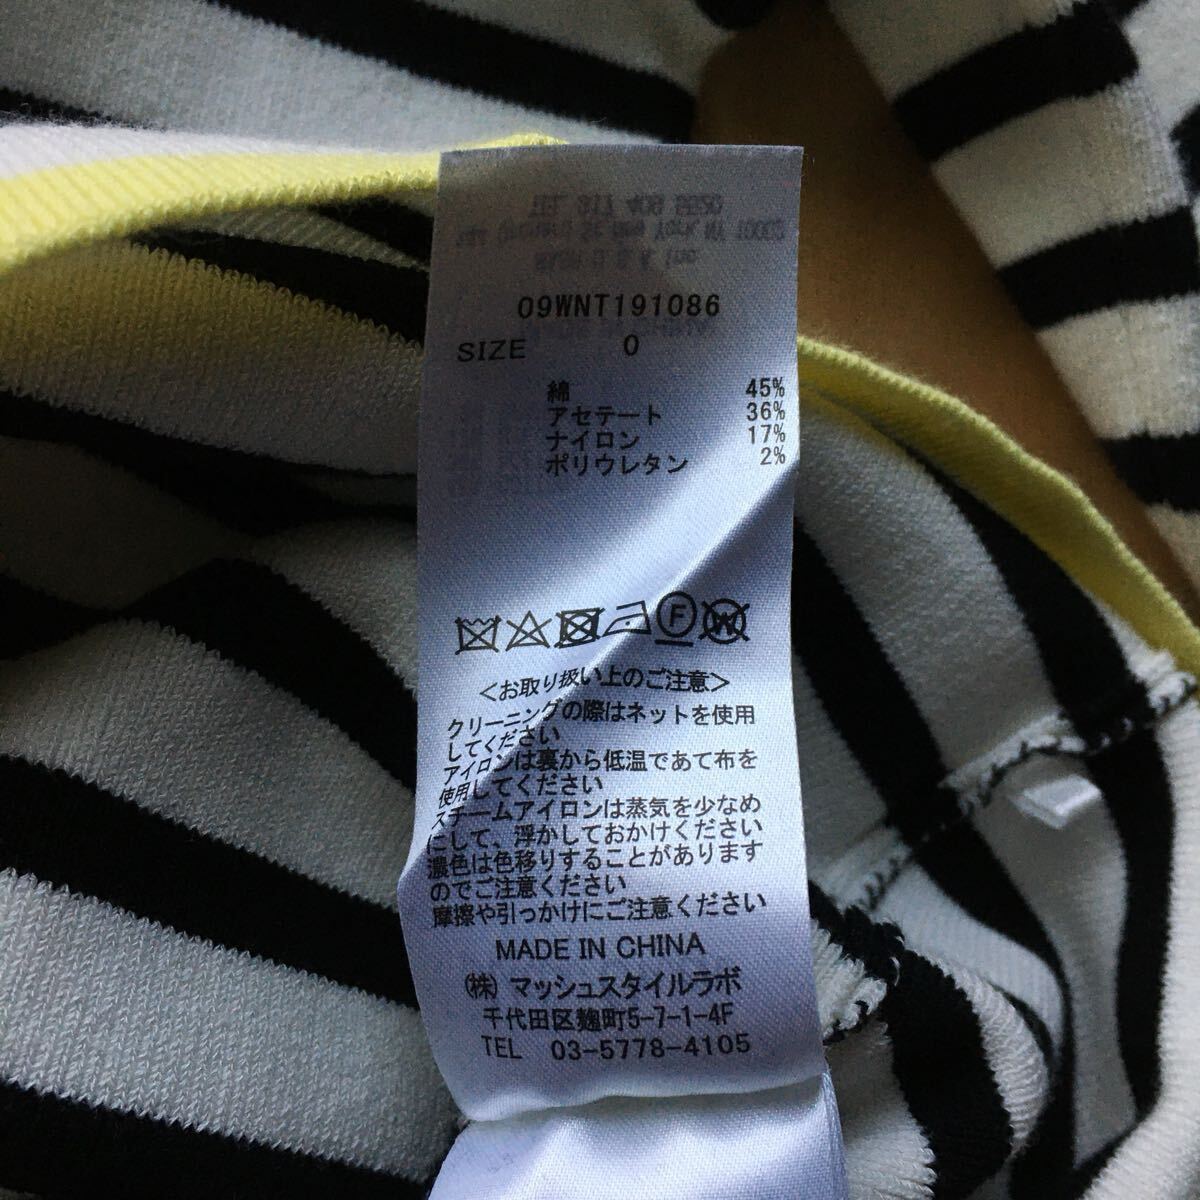 09WNT191086
SIZE 0
綿 45%
アセテート 36%
ナイロン 17%
ポリウレタン 2%
F
W
<お取り扱い上のご注意>
クリーニングの際はネットを使用
してください
アイロンは裏から低温であて布を
使用してください
スチームアイロンは蒸気を少なめ
にして、浮かしておかけください
濃色は色移りすることがあります
のでご注意ください
摩擦や引っかけにご注意ください
MADE IN CHINA
㈱ マッシュスタイルラボ
千代田区麹町5-7-1-4F
TEL 03-5778-4105